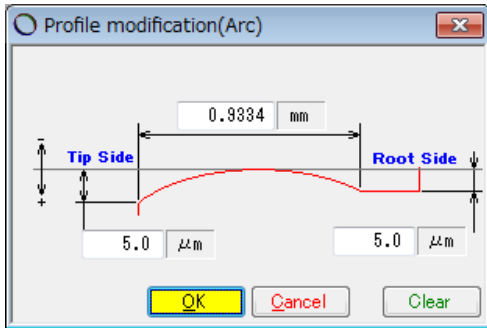 Profile modification(Arc)
0.9334 mm
-
Tip Side Root Side
+
5.0 μm 5.0 μm
OK Cancel Clear